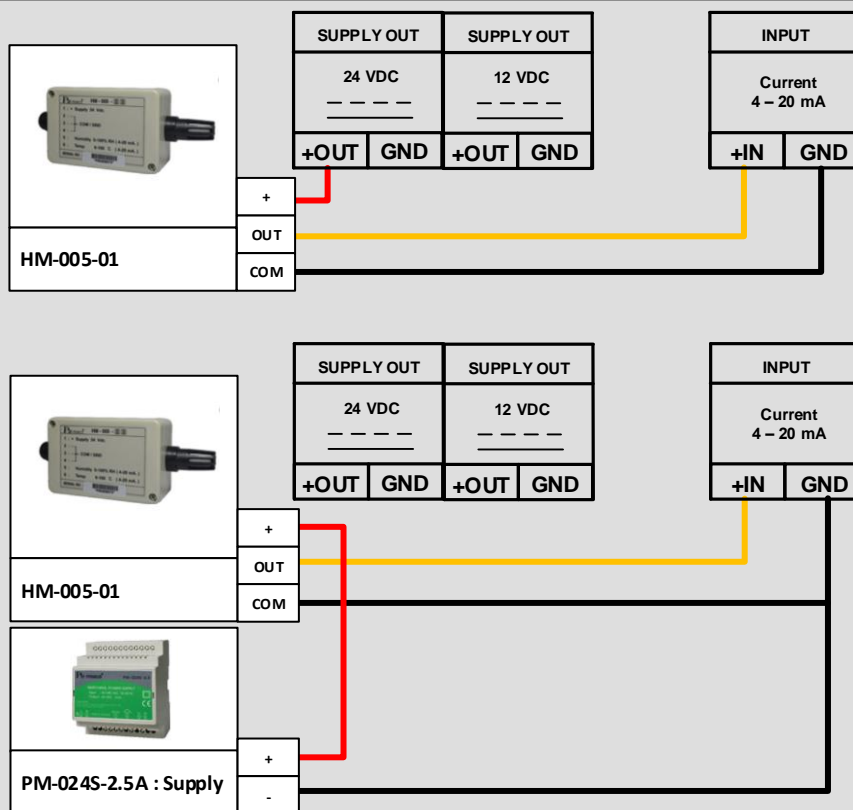 SUPPLY OUT
SUPPLY OUT
INPUT
24 VDC
12 VDC
Current
4 – 20 mA
+OUT GND +OUT GND
+IN GND
+
OUT
COM
HM-005-01
SUPPLY OUT
SUPPLY OUT
INPUT
24 VDC
12 VDC
Current
4 – 20 mA
+OUT GND +OUT GND
+IN GND
+
OUT
COM
HM-005-01
+
-
PM-024S-2.5A : Supply